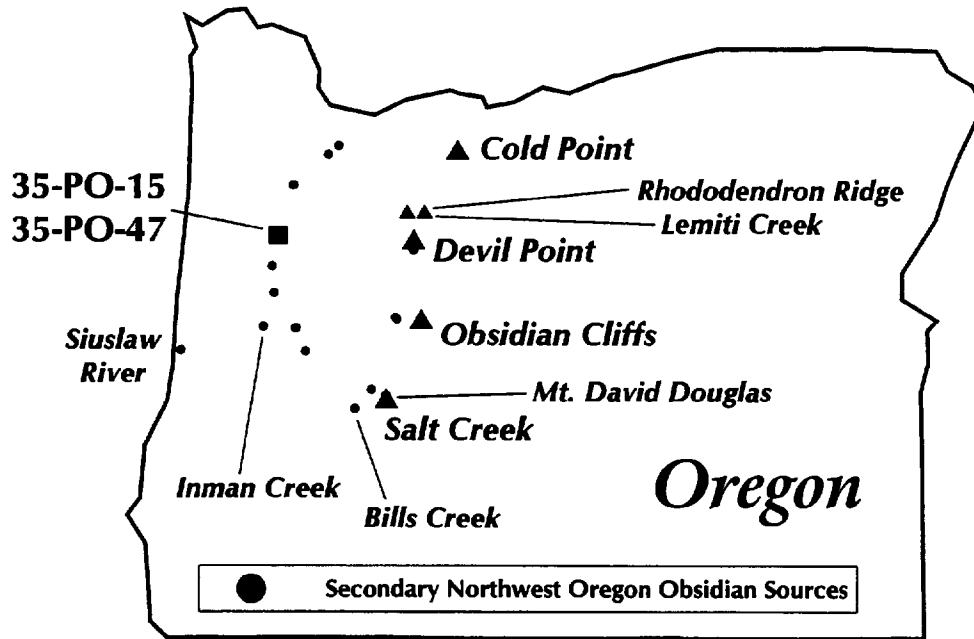 Cold Point
35-PO-15
35-PO-47
Rhododendron Ridge
Lemiti Creek
Devil Point
Siuslaw
River
Obsidian Cliffs
Mt. David Douglas
Salt Creek
Inman Creek
Bills Creek
Oregon
Secondary Northwest Oregon Obsidian Sources